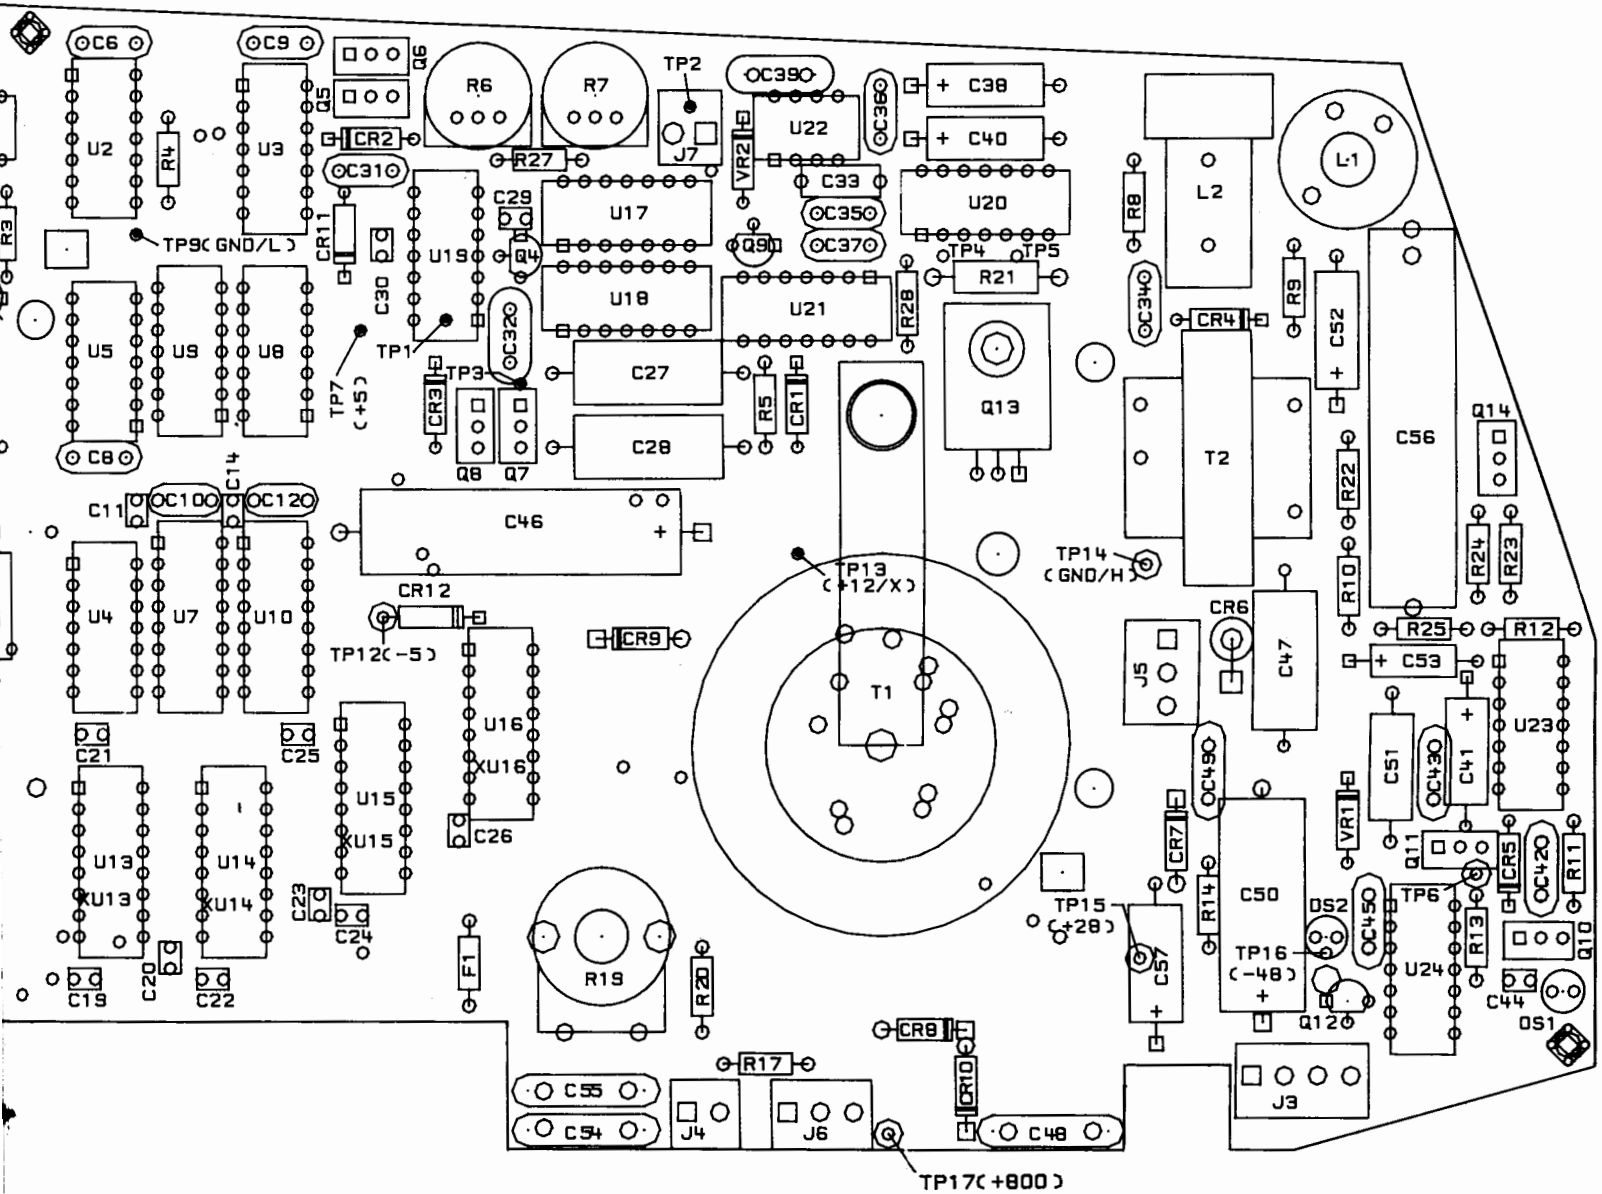 C6
C9
Q6
Q5
R6
R7
TP2
C39
C36
+ C38
L1
U2
R4
U3
CR2
U22
+ C40
C31
R27
J7
VR2
C33
R8
L2
R3
CR11
C29
U17
C35
U20
TP9(GND/L)
C30
U19
Q4
Q9
C37
TP4
TP5
R21
C34
R9
C52
+
U5
U9
U8
TP1
C32
U18
U21
R28
CR4
TP7
(+5)
TP3
CR3
C27
R5
CR1
Q13
Q14
C8
C14
Q8
Q7
C28
T2
C56
R22
C11
C10
C12
C46
+
R24
R23
TP13
(+12/X)
TP14
(GND/H)
R10
CR12
CR6
U4
U7
U10
TP12(-5)
CR9
R25
R12
J5
C47
+ C53
T1
C21
C25
U16
XU16
C49
C51
C43
+
C41
U23
U15
XU15
C26
VR1
U13
XU13
U14
XU14
CR7
Q11
CR5
C42
R11
C23
C24
R14
C50
+
DS2
C45
TP6
TP15
(+28)
C20
F1
R19
R20
C57
+
TP16
(-48)
U24
R13
Q10
C19
C22
C44
Q12
DS1
CR8
R17
CR10
C55
J3
C54
J4
J6
C48
TP17(+800)